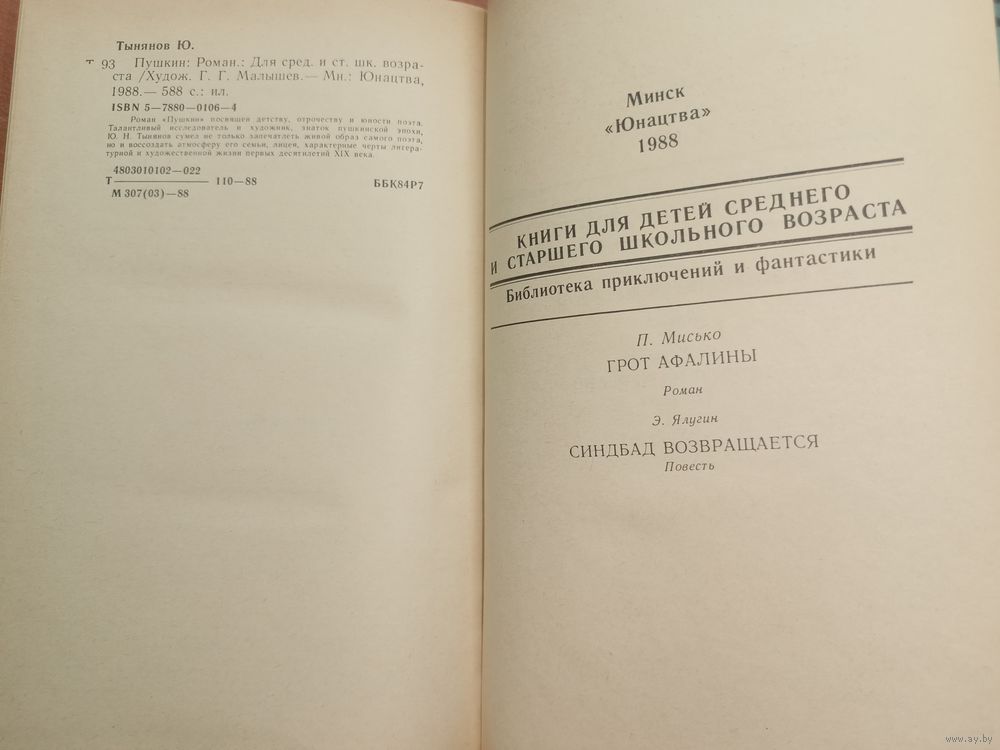 Тынянов Ю.
Т 93 Пушкин: Роман.: Для сред. и ст. шк. возра-
ста /Худож. Г. Г. Малышев.— Мн.: Юнацтва,
1988.— 588 с.: ил.
ISBN 5—7880—0106—4
Роман «Пушкин» посвящен детству, отрочеству и юности поэта.
Талантливый исследователь и художник, знаток пушкинской эпохи,
Ю. Н. Тынянов сумел не только запечатлеть живой образ самого поэта,
но и воссоздать атмосферу его семьи, лицея, характерные черты литера-
турной и художественной жизни первых десятилетий XIX века.
4803010102—022
Т 110—88
М 307(03)—88
ББК84Р7
Минск
«Юнацтва»
1988
КНИГИ ДЛЯ ДЕТЕЙ СРЕДНЕГО
И СТАРШЕГО ШКОЛЬНОГО ВОЗРАСТА
Библиотека приключений и фантастики
П. Мисько
ГРОТ АФАЛИНЫ
Роман
Э. Ялугин
СИНДБАД ВОЗВРАЩАЕТСЯ
Повесть
www.ay.by